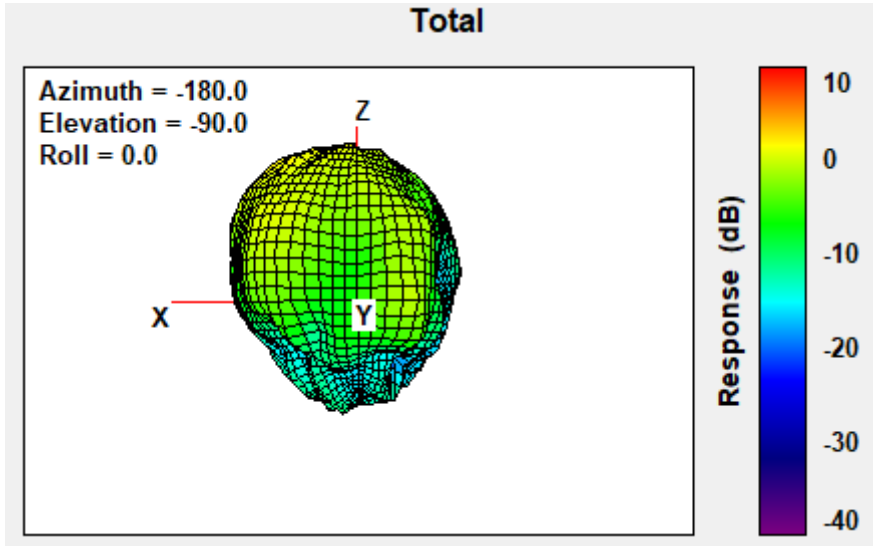 Total
Azimuth = -180.0
Elevation = -90.0
Roll = 0.0
Z
X
Y
10
0
-10
-20
-30
-40
Response (dB)